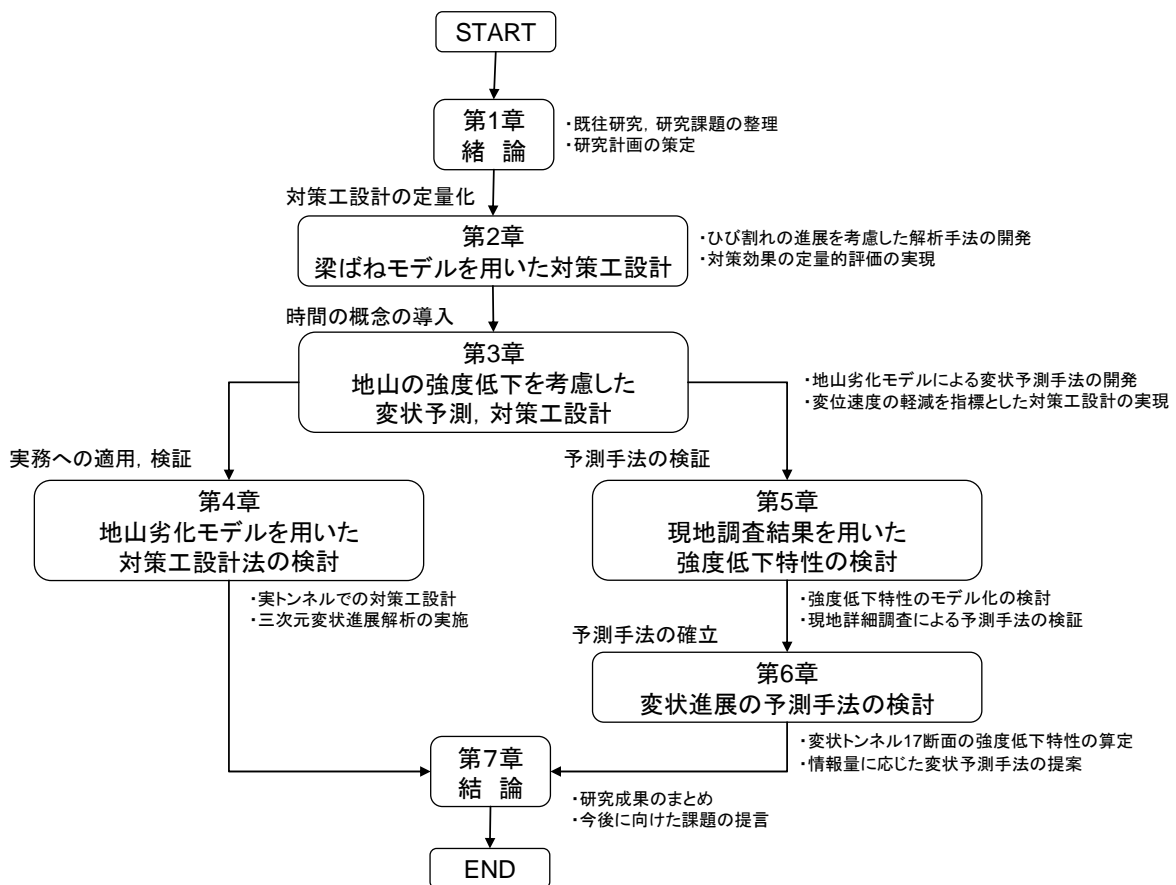 START
第1章
緒 論
・既往研究，研究課題の整理
・研究計画の策定
対策工設計の定量化
第2章
梁ばねモデルを用いた対策工設計
・ひび割れの進展を考慮した解析手法の開発
・対策効果の定量的評価の実現
時間の概念の導入
第3章
地山の強度低下を考慮した
変状予測，対策工設計
・地山劣化モデルによる変状予測手法の開発
・変位速度の軽減を指標とした対策工設計の実現
実務への適用，検証
第4章
地山劣化モデルを用いた
対策工設計法の検討
・実トンネルでの対策工設計
・三次元変状進展解析の実施
予測手法の検証
第5章
現地調査結果を用いた
強度低下特性の検討
・強度低下特性のモデル化の検討
・現地詳細調査による予測手法の検証
予測手法の確立
第6章
変状進展の予測手法の検討
・変状トンネル17断面の強度低下特性の算定
・情報量に応じた変状予測手法の提案
第7章
結 論
・研究成果のまとめ
・今後に向けた課題の提言
END